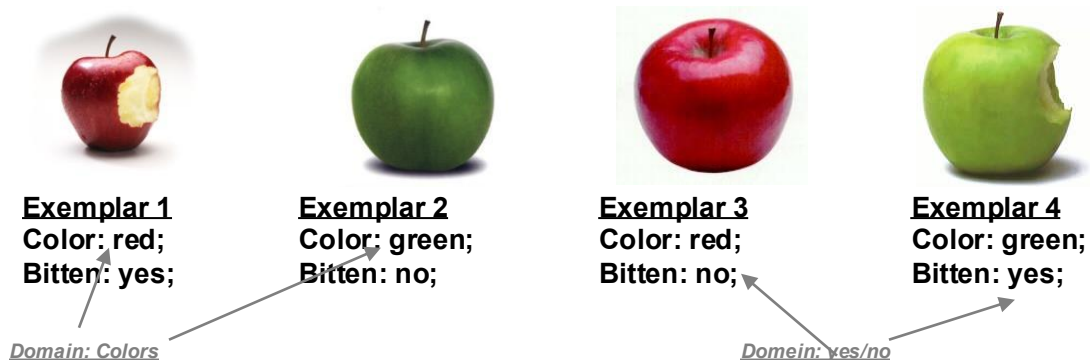 Exemplar 1
Color: red;
Bitten: yes;
Exemplar 2
Color: green;
Bitten: no;
Exemplar 3
Color: red;
Bitten: no;
Exemplar 4
Color: green;
Bitten: yes;
Domain: Colors
Domein: yes/no